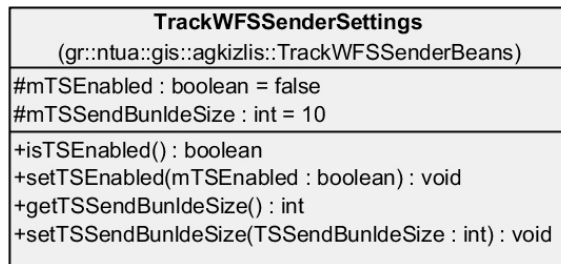 TrackWFSSenderSettings
(gr::ntua::gis::agkizlis::TrackWFSSenderBeans)
#mTSEnabled : boolean = false
#mTSSendBunldeSize : int = 10
+isTSEnabled() : boolean
+setTSEnabled(mTSEnabled : boolean) : void
+getTSSendBunldeSize() : int
+setTSSendBunldeSize(TSSendBunldeSize : int) : void